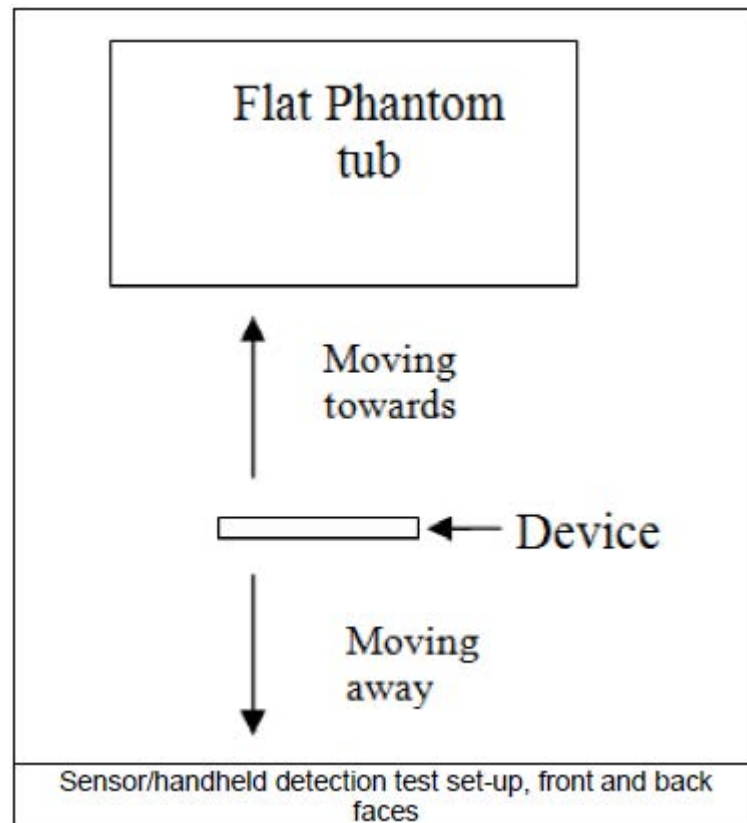 Flat Phantom
tub
Moving
towards
Device
Moving
away
Sensor/handheld detection test set-up, front and back
faces